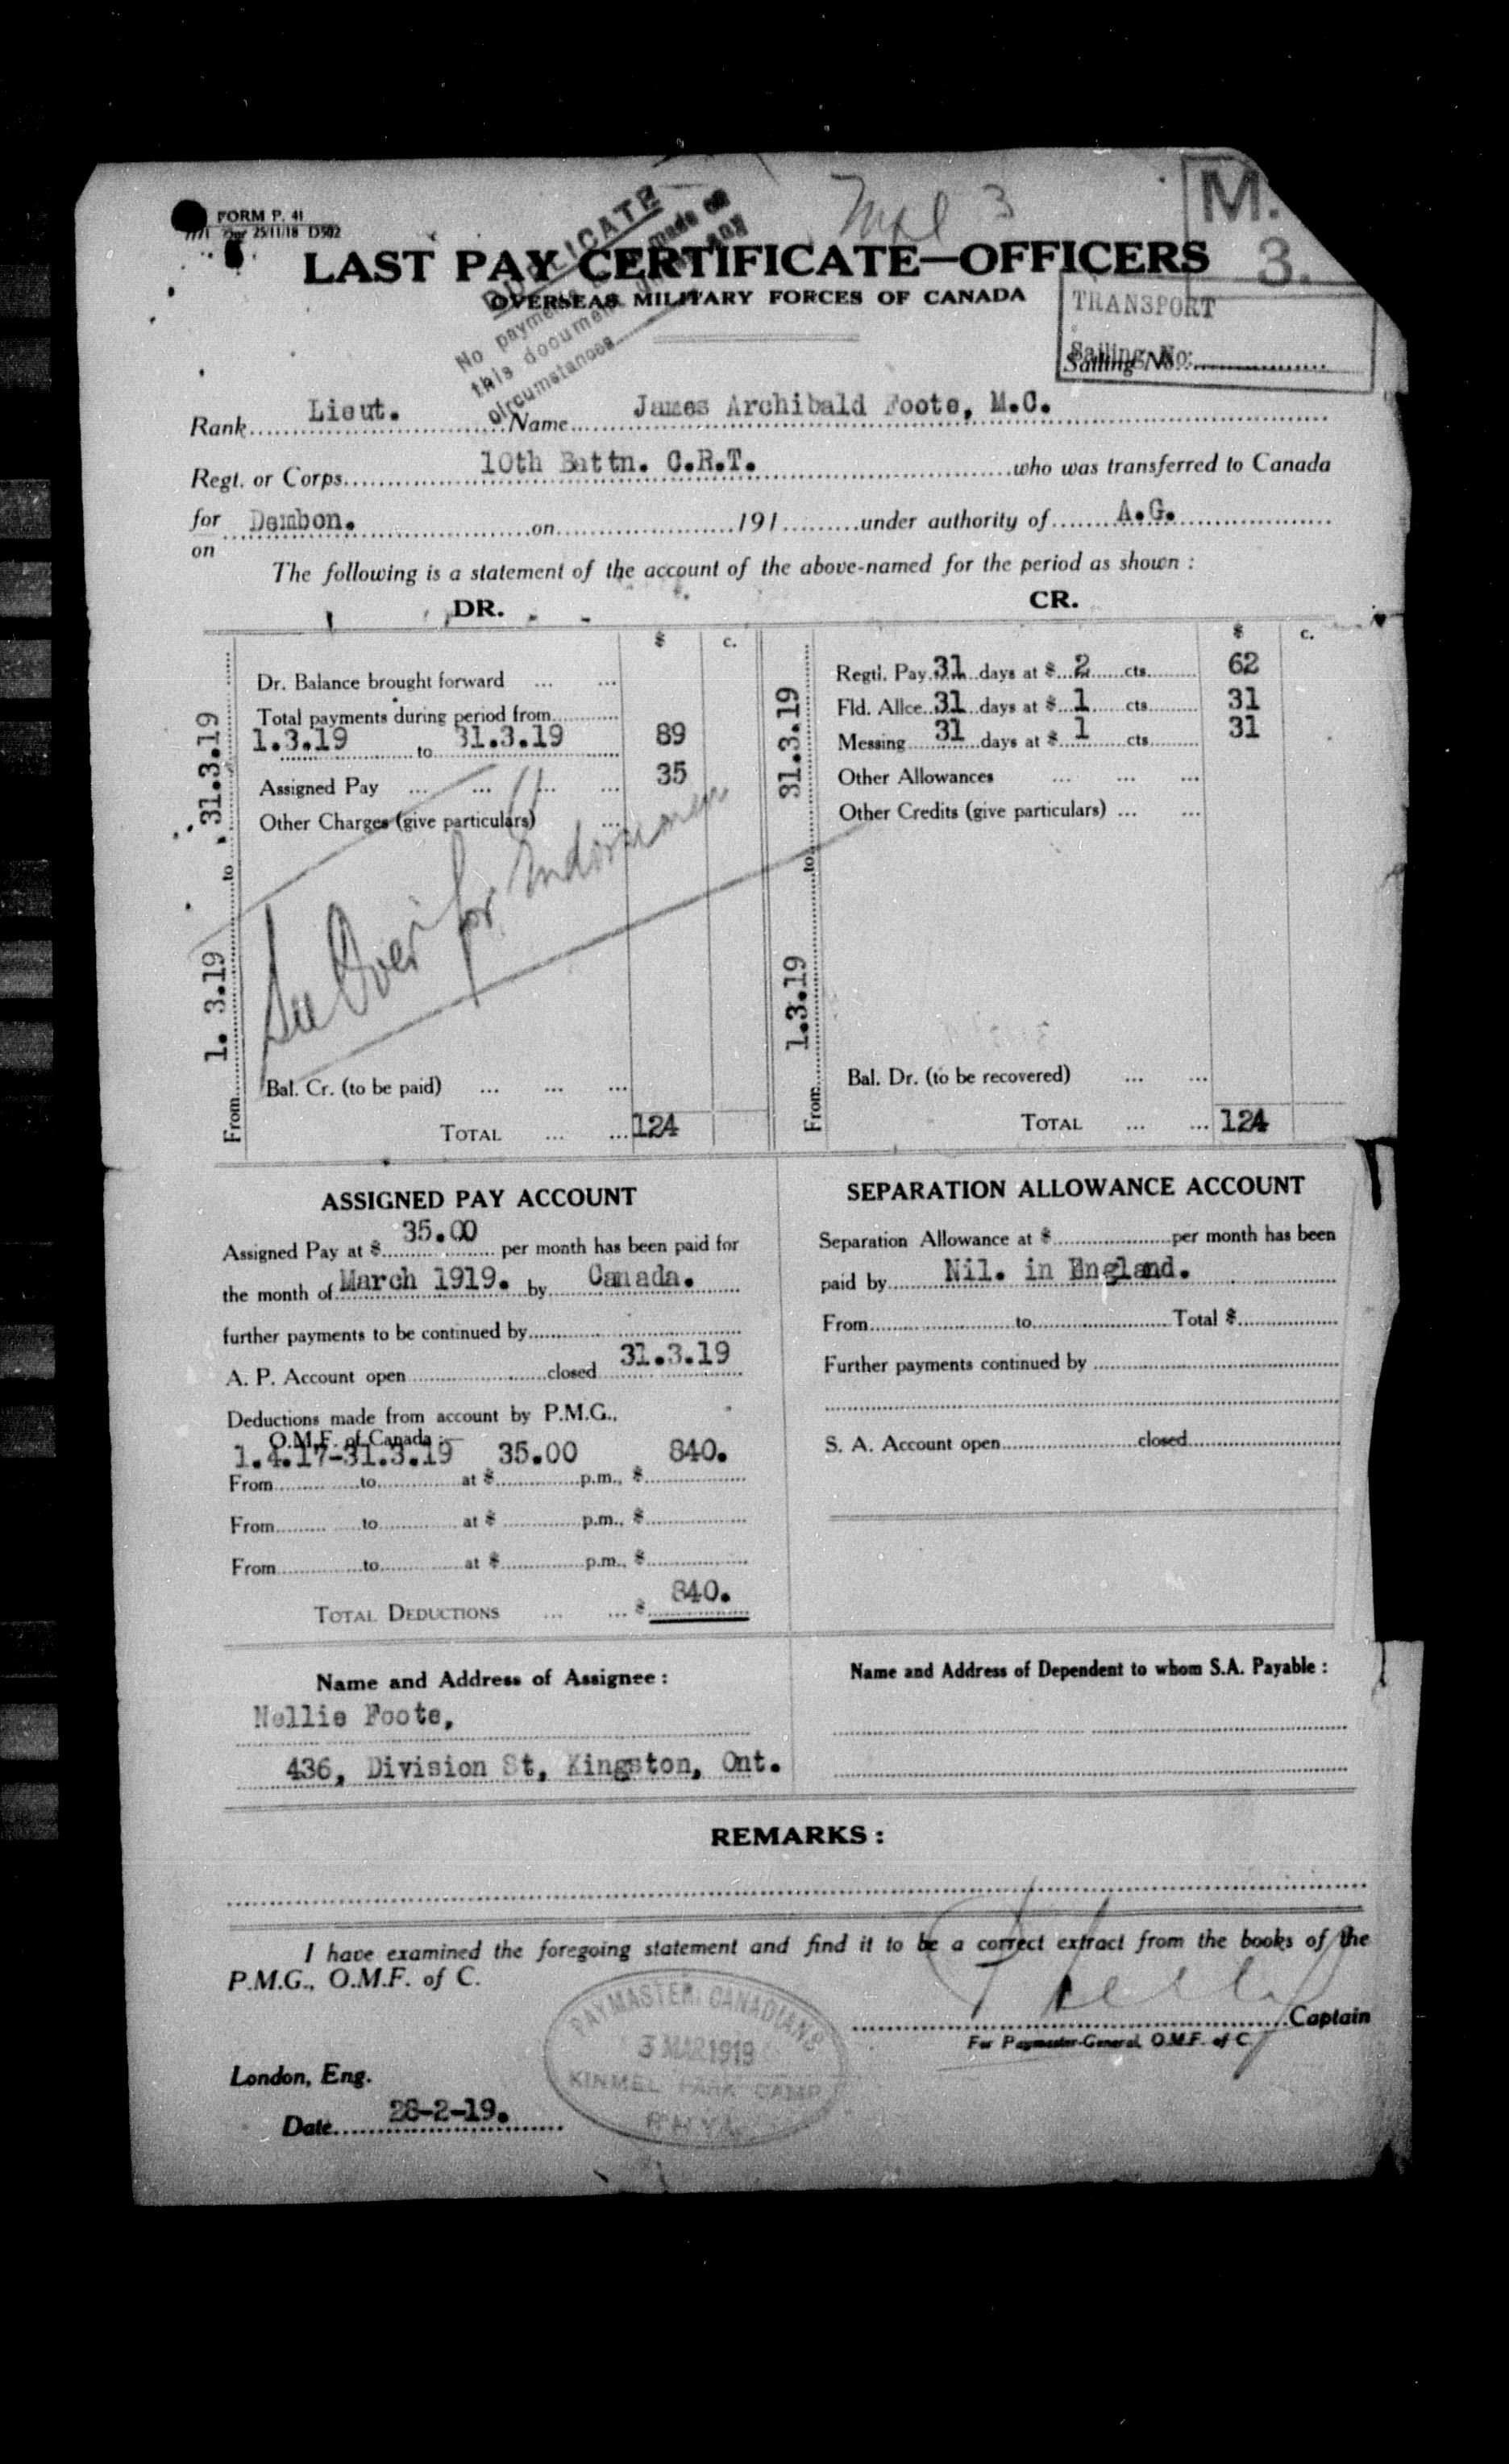 FORM P. 41
25/11/18 D502
DUPLICATE
No payment made on
this document any
circumstances
3
M.
3.
LAST PAY CERTIFICATE—OFFICERS
OVERSEAS MILITARY FORCES OF CANADA
TRANSPORT
Sailing No:
Sailing No.
Rank Lieut. Name James Archibald Foote, M.C.
Regt. or Corps 10th Battn. C.R.T. who was transferred to Canada
for Dembon. on 191 under authority of A.G.
on
The following is a statement of the account of the above-named for the period as shown :
DR.
$ c.
From 1. 3.19 to 31.3.19
Dr. Balance brought forward ... ...
Total payments during period from
1.3.19 to 31.3.19 89
Assigned Pay ... ... ... ... 35
Other Charges (give particulars) ...
See Over for
Bal. Cr. (to be paid) ... ... ...
TOTAL ... ... 124
CR.
$ c.
From 1.3.19 to 31.3.19
Regtl. Pay 31 days at $ 2 cts. 62
Fld. Allce. 31 days at $ 1 cts. 31
Messing 31 days at $ 1 cts. 31
Other Allowances ... ... ...
Other Credits (give particulars) ... ...
Bal. Dr. (to be recovered) ... ...
TOTAL ... ... 124
ASSIGNED PAY ACCOUNT
Assigned Pay at $ 35.00 per month has been paid for
the month of March 1919. by Canada.
further payments to be continued by
A. P. Account open closed 31.3.19
Deductions made from account by P.M.G.,
O.M.F. of Canada :—
1.4.17-31.3.19 35.00 840.
From to at $ p.m., $
From to at $ p.m., $
From to at $ p.m., $
TOTAL DEDUCTIONS ... ... $ 840.
SEPARATION ALLOWANCE ACCOUNT
Separation Allowance at $ per month has been
paid by Nil. in England.
From to Total $
Further payments continued by
S. A. Account open closed
Name and Address of Assignee :
Nellie Foote,
436, Division St, Kingston, Ont.
Name and Address of Dependent to whom S.A. Payable :
REMARKS :
I have examined the foregoing statement and find it to be a correct extract from the books of the
P.M.G., O.M.F. of C.
Captain
For Paymaster-General, O.M.F. of C.
PAYMASTER, CANADIANS
3 MAR 1919
KINMEL PARK CAMP
RHYL
London, Eng.
Date 28-2-19.